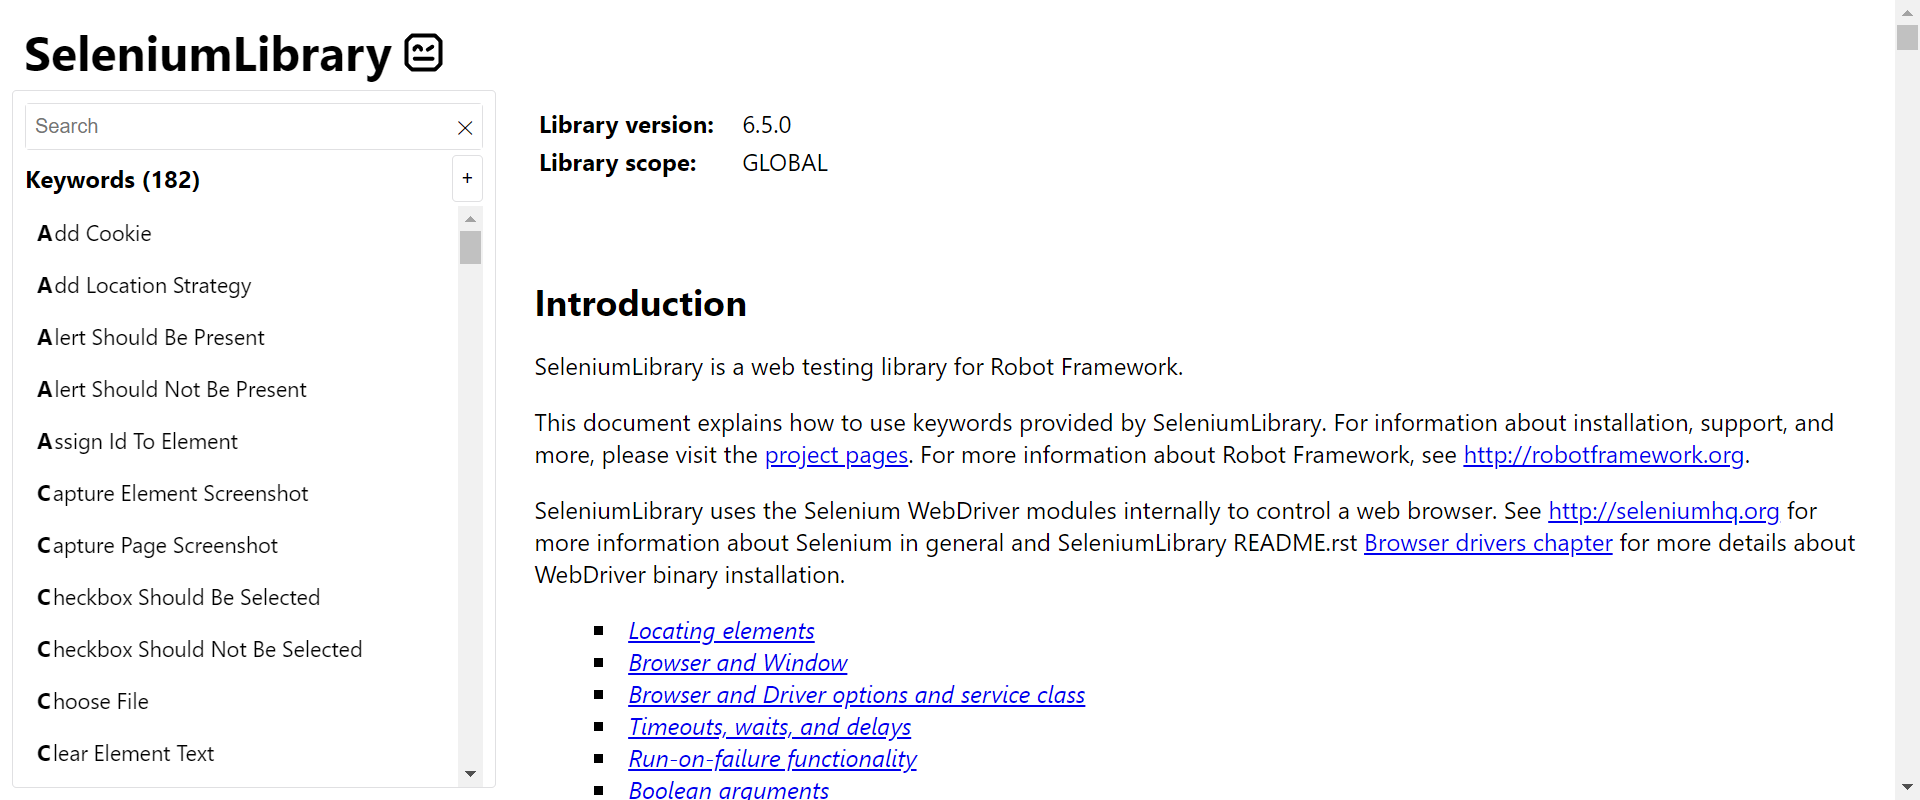 SeleniumLibrary
Search
Keywords (182)
+
Add Cookie
Add Location Strategy
Alert Should Be Present
Alert Should Not Be Present
Assign Id To Element
Capture Element Screenshot
Capture Page Screenshot
Checkbox Should Be Selected
Checkbox Should Not Be Selected
Choose File
Clear Element Text
Library version: 6.5.0
Library scope: GLOBAL
Introduction
SeleniumLibrary is a web testing library for Robot Framework.
This document explains how to use keywords provided by SeleniumLibrary. For information about installation, support, and
more, please visit the project pages. For more information about Robot Framework, see http://robotframework.org.
SeleniumLibrary uses the Selenium WebDriver modules internally to control a web browser. See http://seleniumhq.org for
more information about Selenium in general and SeleniumLibrary README.rst Browser drivers chapter for more details about
WebDriver binary installation.
Locating elements
Browser and Window
Browser and Driver options and service class
Timeouts, waits, and delays
Run-on-failure functionality
Boolean arguments